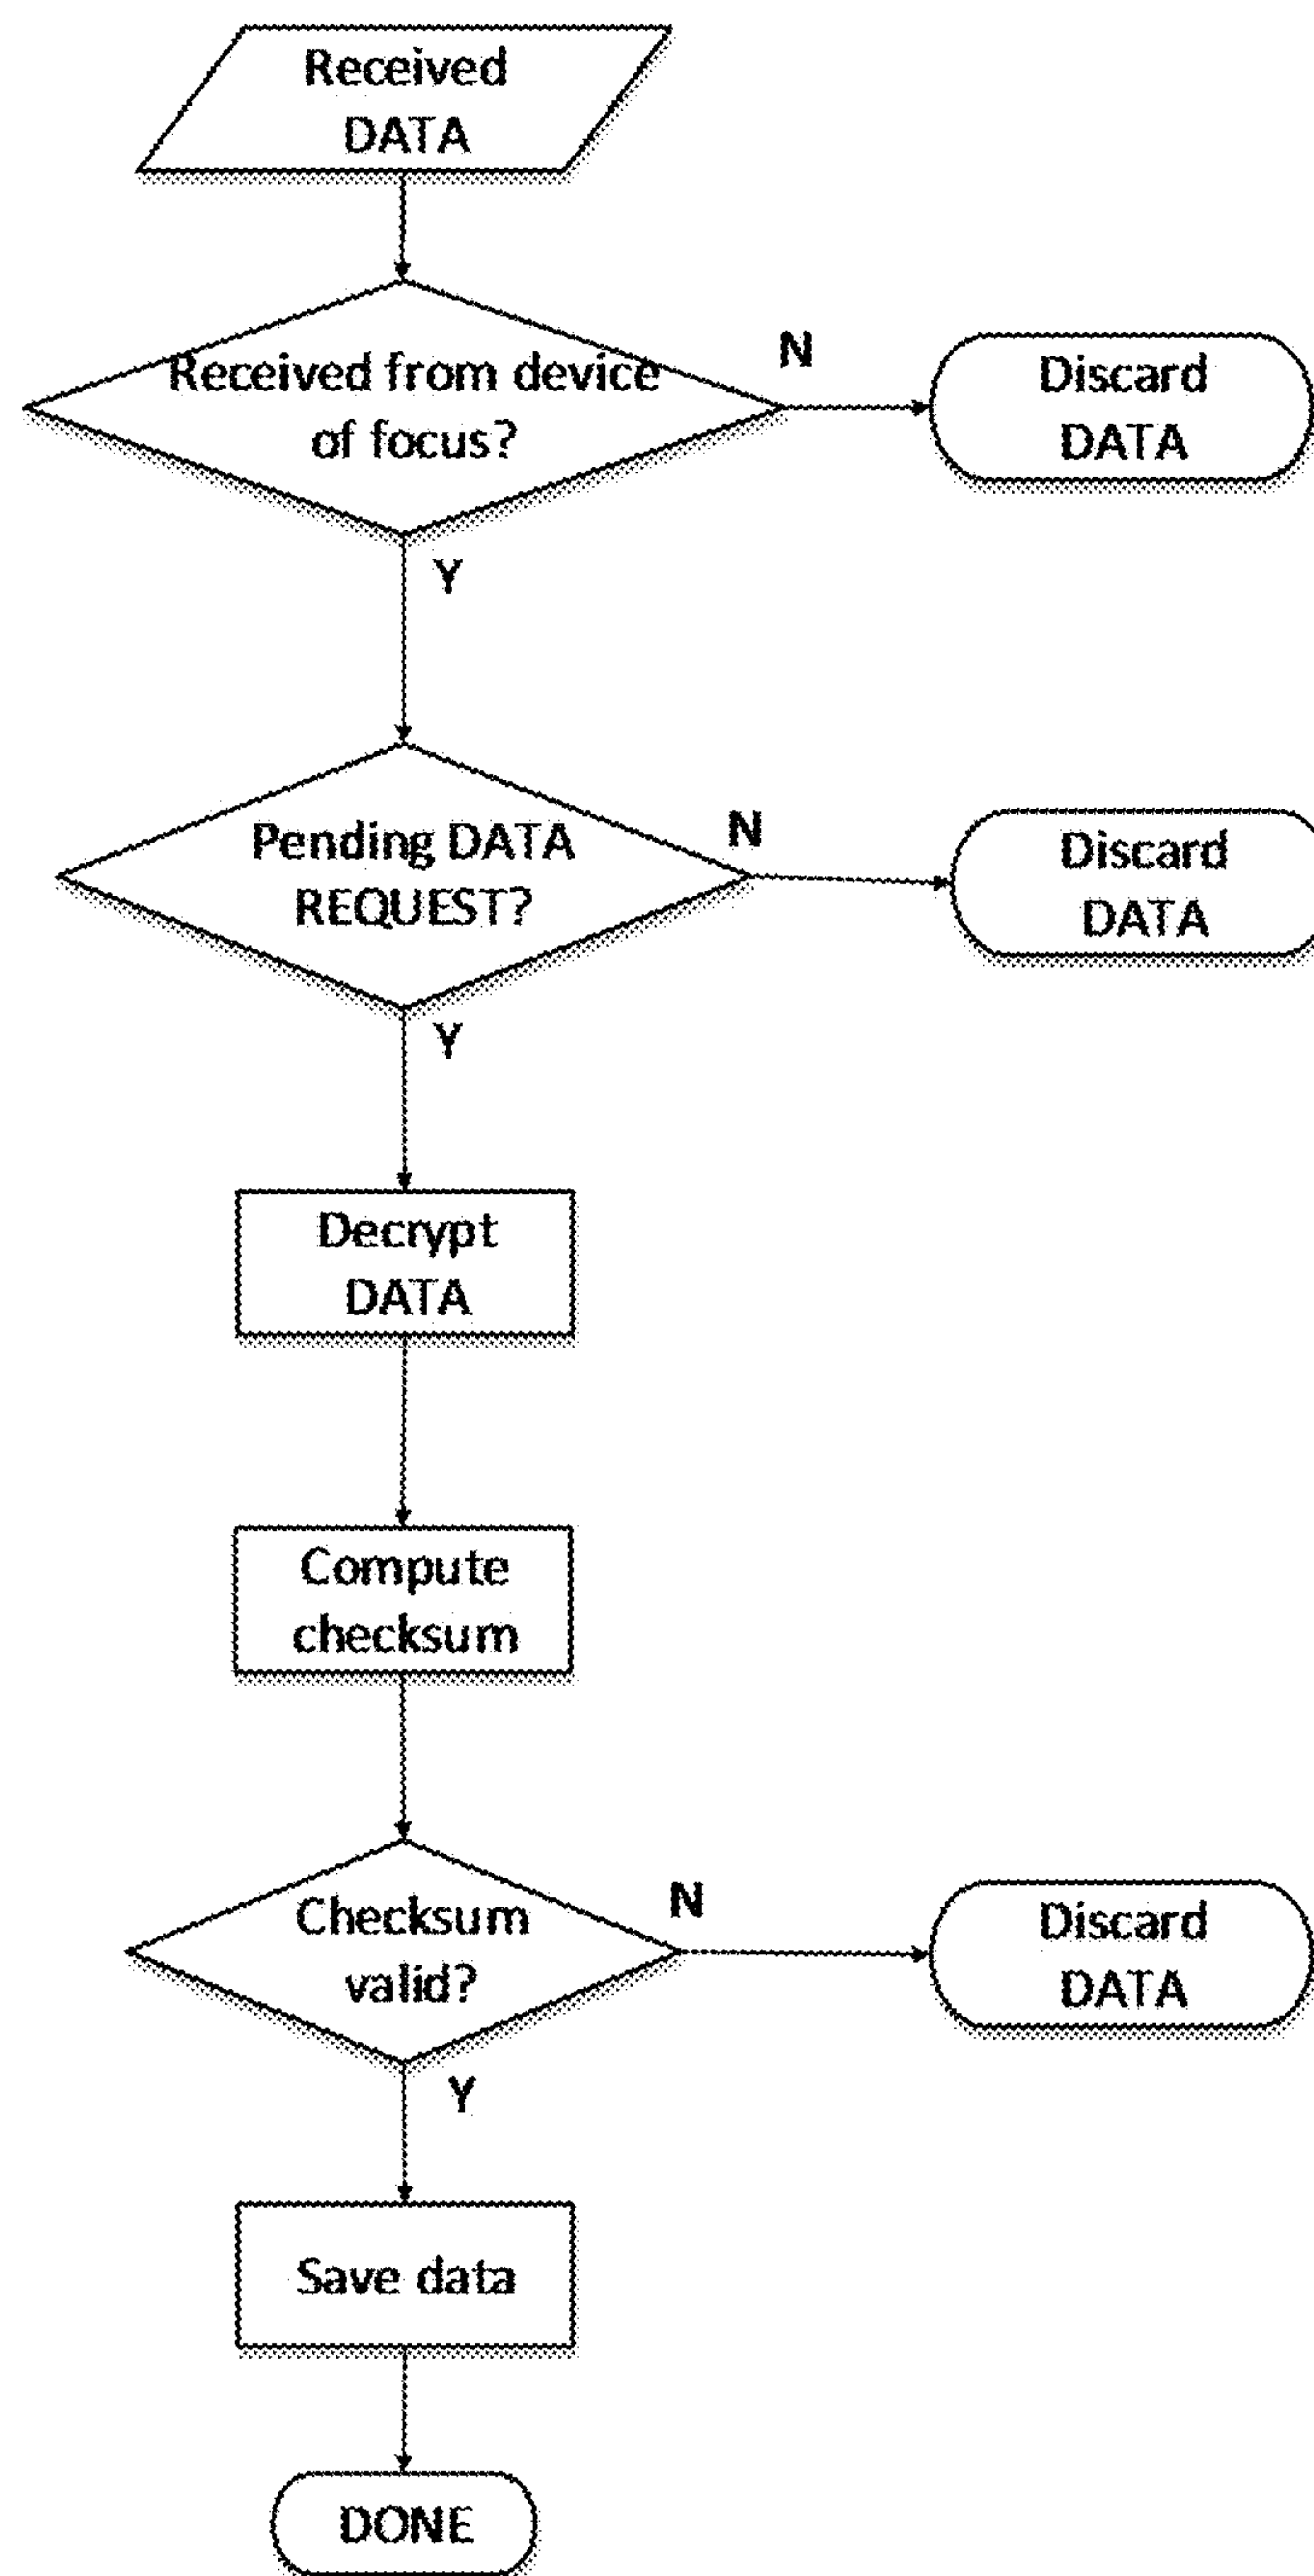 Received
DATA
Received from device
of focus?
N
Discard
DATA
Y
Pending DATA
REQUEST?
N
Discard
DATA
Y
Decrypt
DATA
Compute
checksum
Checksum
valid?
N
Discard
DATA
Y
Save data
DONE